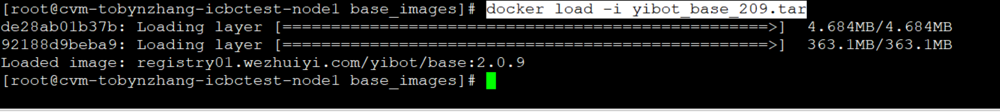 [root@cvm-tobynzhang-icbctest-node1 base_images]# docker load -i yibot_base_209.tar
de28ab01b37b: Loading layer [==================================================>]  4.684MB/4.684MB
92188d9beba9: Loading layer [==================================================>]  363.1MB/363.1MB
Loaded image: registry01.wezhuiyi.com/yibot/base:2.0.9
[root@cvm-tobynzhang-icbctest-node1 base_images]#